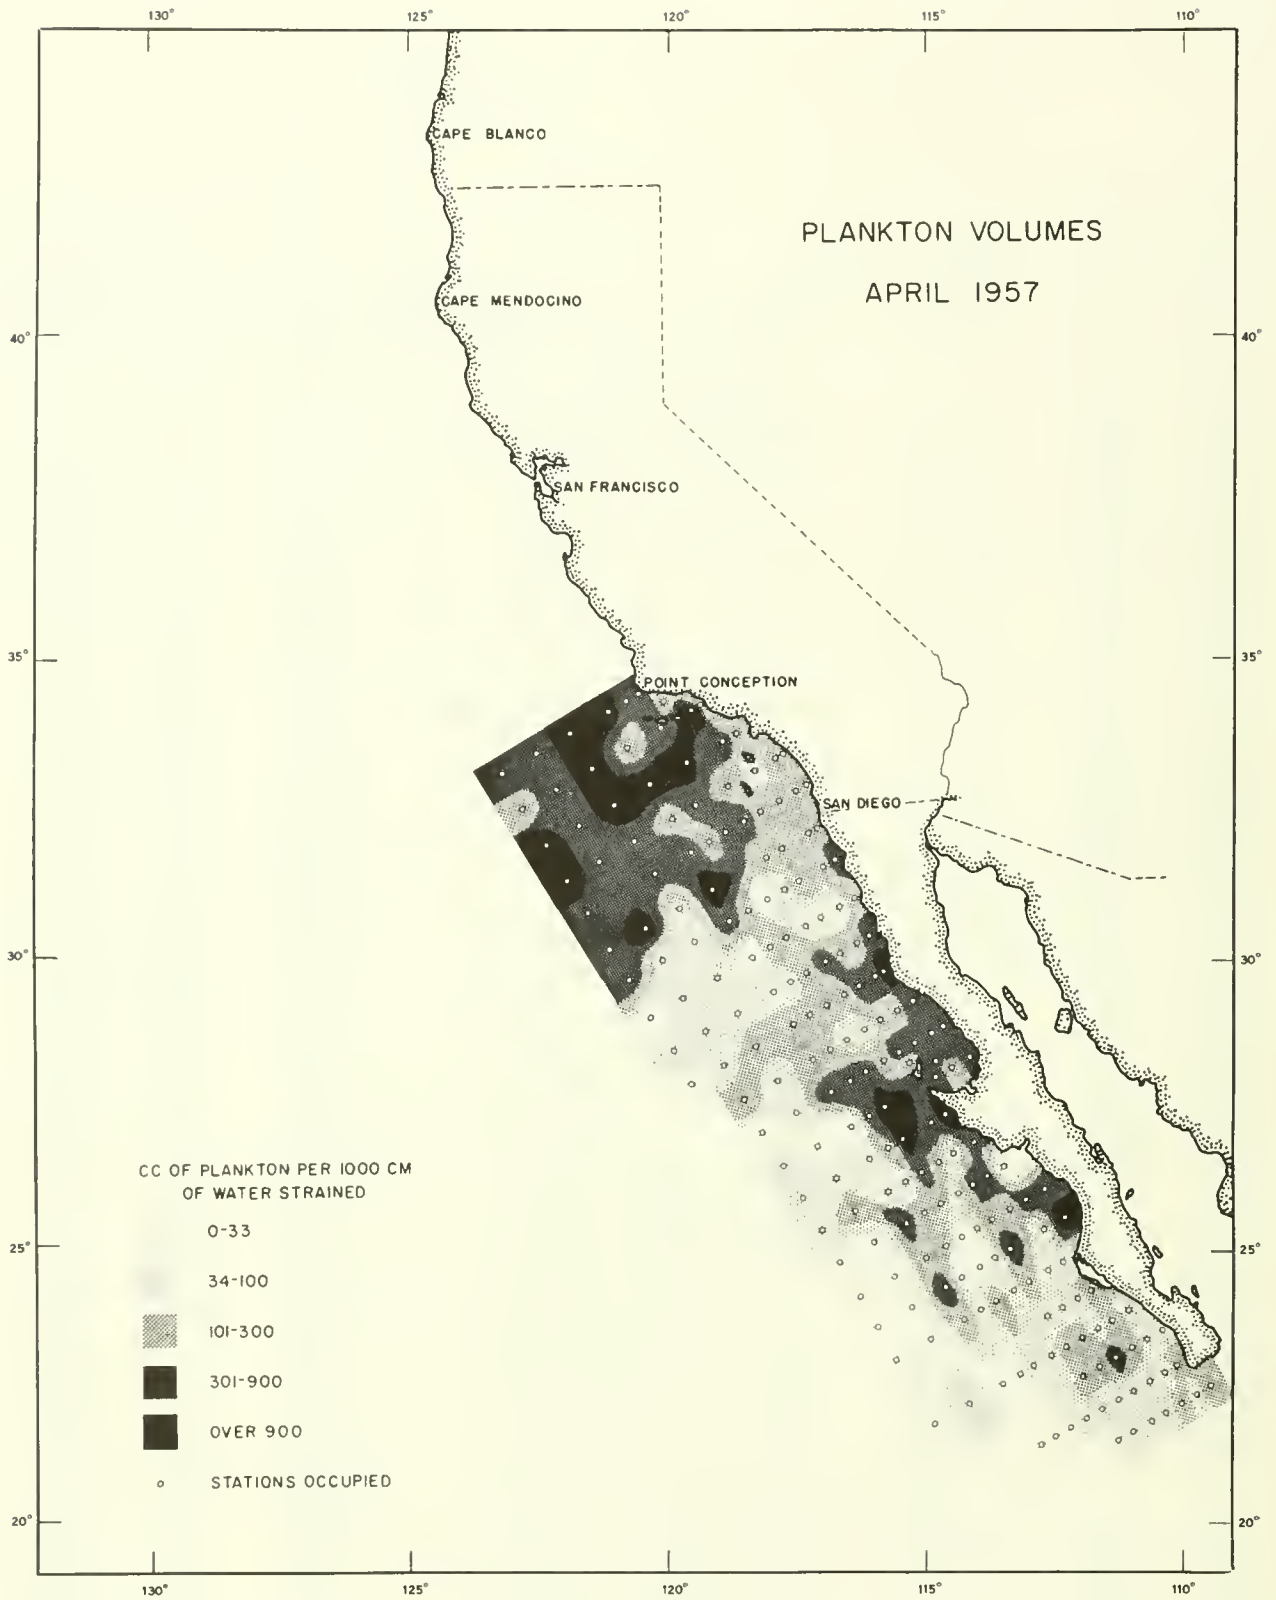 130° 125° 120° 115° 110°
CAPE BLANCO
PLANKTON VOLUMES
APRIL 1957
CAPE MENDOCINO
40° 40°
SAN FRANCISCO
35° 35°
POINT CONCEPTION
SAN DIEGO
30° 30°
CC OF PLANKTON PER 1000 CM
OF WATER STRAINED
0-33
25° 25°
34-100
101-300
301-900
OVER 900
STATIONS OCCUPIED
20° 20°
130° 125° 120° 115° 110°